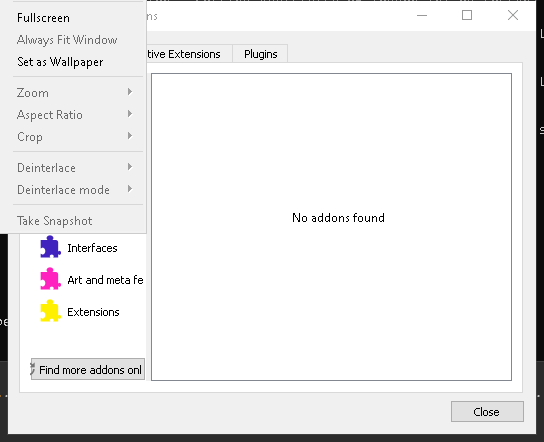 Fullscreen
Always Fit Window
Set as Wallpaper
Zoom
Aspect Ratio
Crop
Deinterlace
Deinterlace mode
Take Snapshot
ns
tive Extensions
Plugins
No addons found
Interfaces
Art and meta fe
Extensions
Find more addons onl
Close